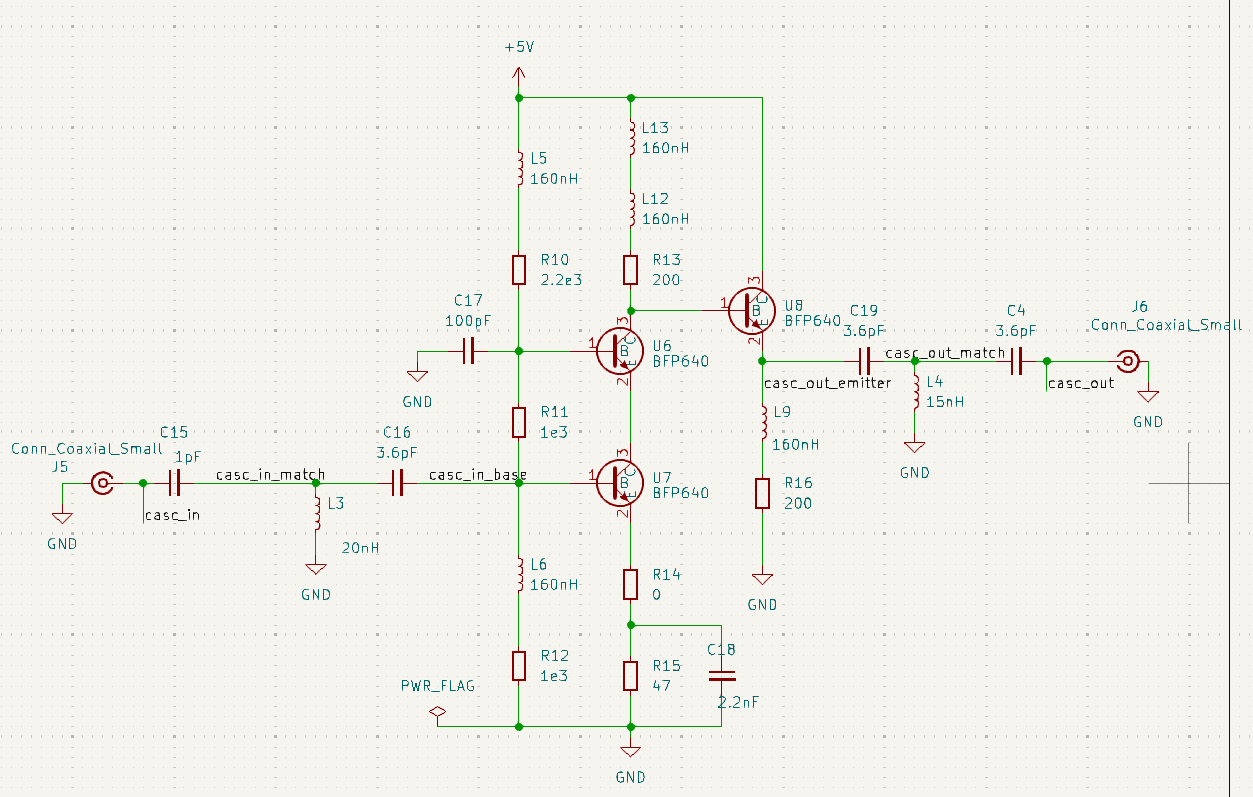 +5V
L13
160nH
L5
160nH
L12
160nH
R10
2.2e3
R13
200
3
C17
100pF
3
1
B
C
E
U8
BFP640
C19
3.6pF
C4
3.6pF
J6
Conn_Coaxial_Small
1
B
C
E
U6
BFP640
2
2
casc_out_match
casc_out_emitter
casc_out
GND
L4
15nH
GND
L9
160nH
GND
R11
1e3
C15
1pF
C16
3.6pF
Conn_Coaxial_Small
J5
casc_in_match
casc_in_base
3
1
B
C
E
U7
BFP640
2
R16
200
casc_in
L3
20nH
GND
GND
L6
160nH
R14
0
GND
C18
2.2nF
R12
1e3
R15
47
PWR_FLAG
GND